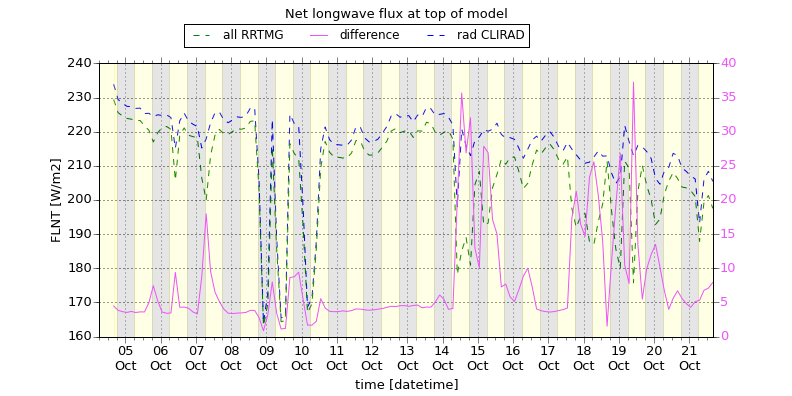 Net longwave flux at top of model
all RRTMG difference rad CLIRAD
240 40
230 35
220 30
210 25
200 20
190 15
180 10
170 5
160 0
FLNT [W/m2]
05 06 07 08 09 10 11 12 13 14 15 16 17 18 19 20 21
Oct Oct Oct Oct Oct Oct Oct Oct Oct Oct Oct Oct Oct Oct Oct Oct Oct
time [datetime]